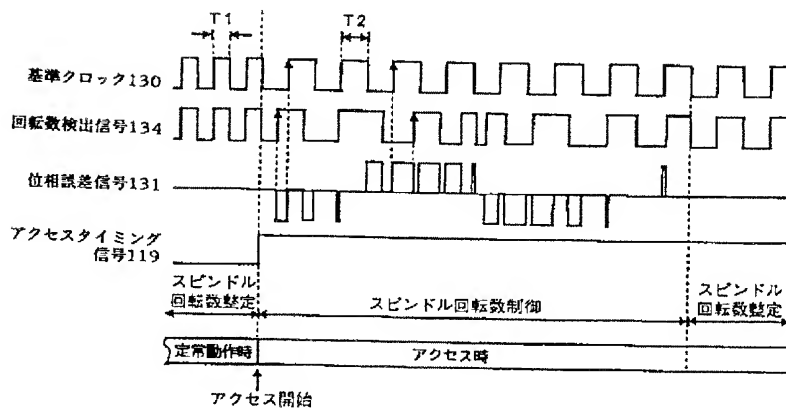 T1
T2
基準クロック130
回転数検出信号134
位相誤差信号131
アクセスタイミング
信号119
スピンドル
回転数整定
スピンドル回転数制御
スピンドル
回転数整定
定常動作時
アクセス時
アクセス開始